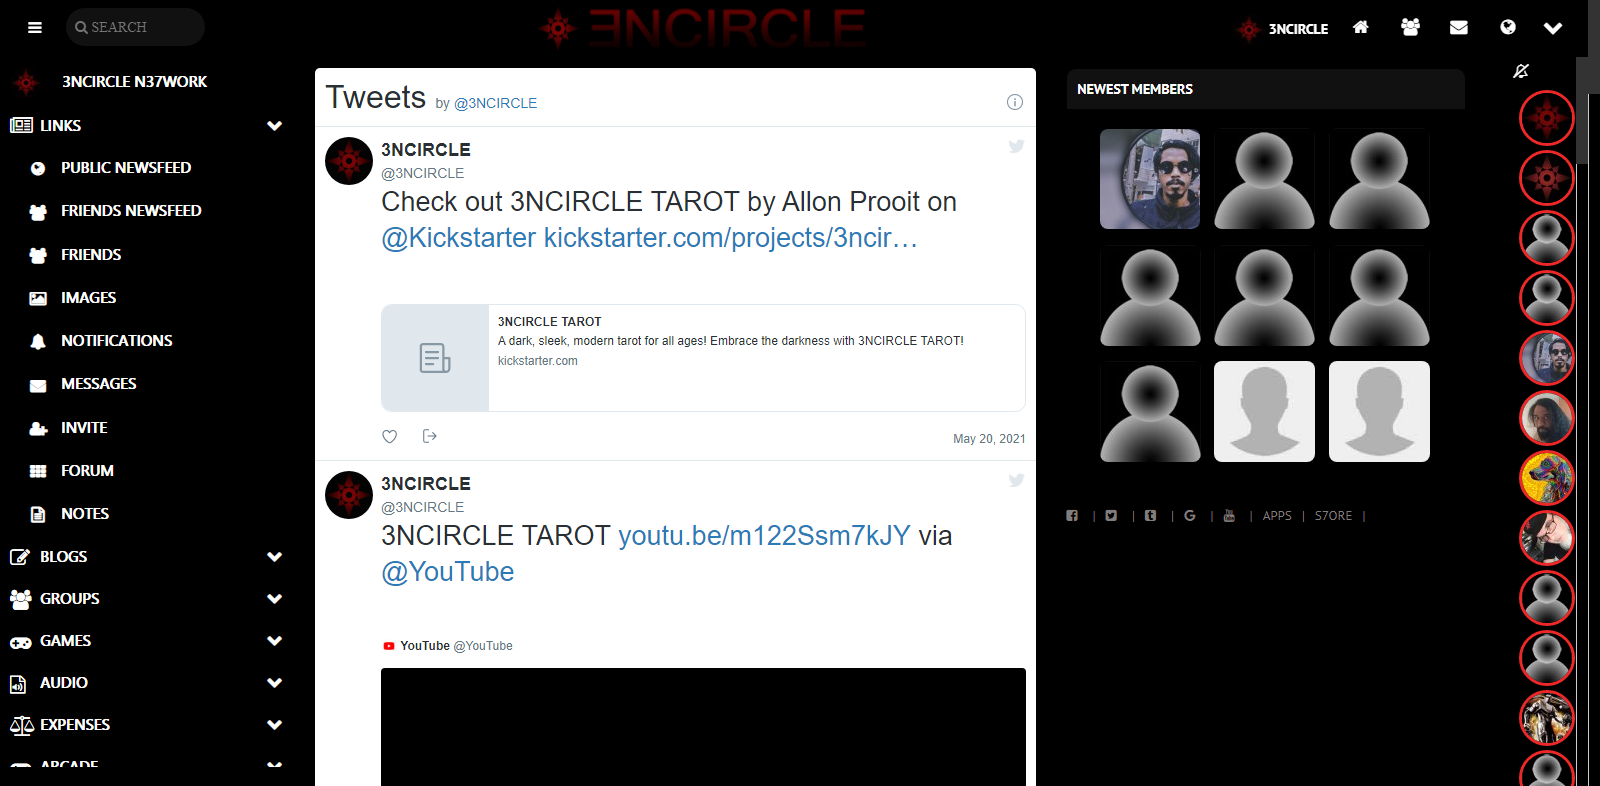 SEARCH
3NCIRCLE
3NCIRCLE
3NCIRCLE N37WORK
LINKS
PUBLIC NEWSFEED
FRIENDS NEWSFEED
FRIENDS
IMAGES
NOTIFICATIONS
MESSAGES
INVITE
FORUM
NOTES
BLOGS
GROUPS
GAMES
AUDIO
EXPENSES
ARCADE
Tweets by @3NCIRCLE
3NCIRCLE
@3NCIRCLE
Check out 3NCIRCLE TAROT by Allon Prooit on
@Kickstarter kickstarter.com/projects/3ncir…
3NCIRCLE TAROT
A dark, sleek, modern tarot for all ages! Embrace the darkness with 3NCIRCLE TAROT!
kickstarter.com
May 20, 2021
3NCIRCLE
@3NCIRCLE
3NCIRCLE TAROT youtu.be/m122Ssm7kJY via
@YouTube
YouTube @YouTube
NEWEST MEMBERS
| | | | | APPS | S7ORE |